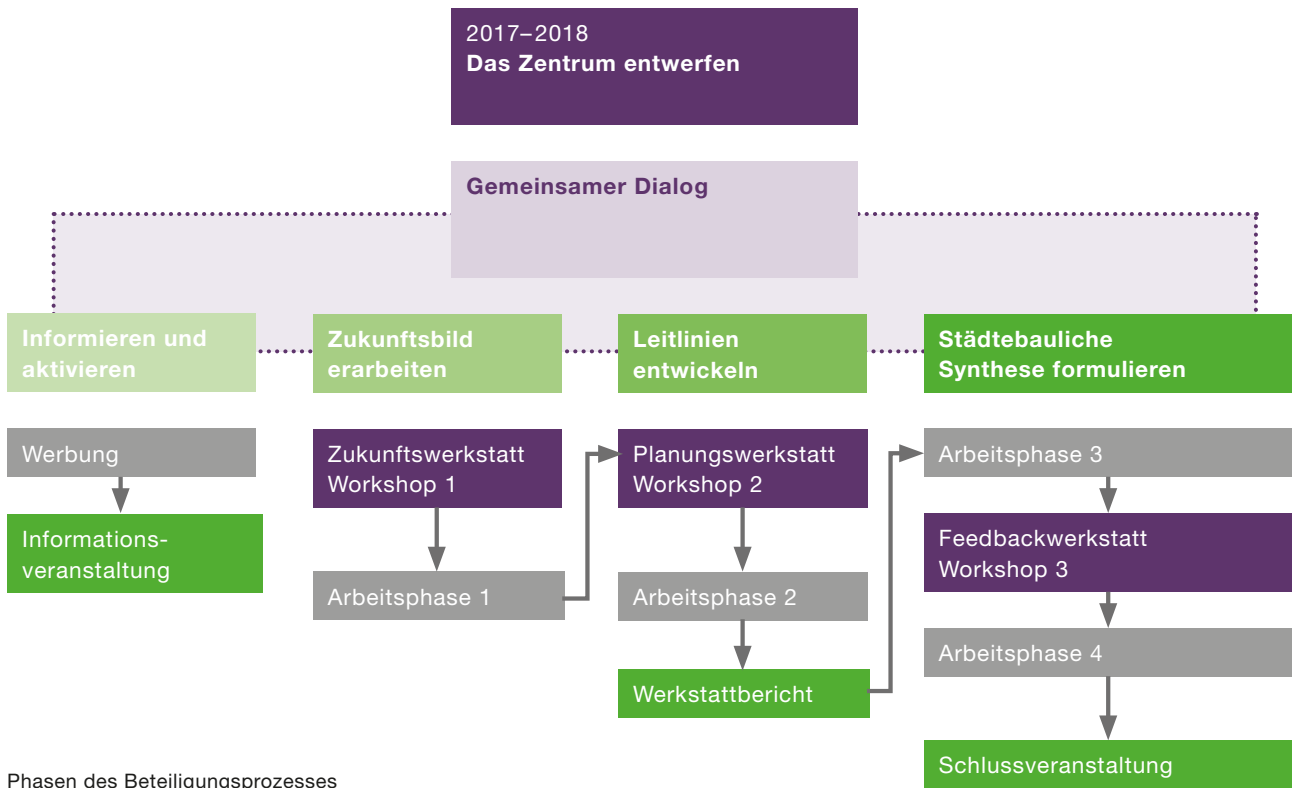 2017–2018
Das Zentrum entwerfen
Gemeinsamer Dialog
Informieren und
aktivieren
Zukunftsbild
erarbeiten
Leitlinien
entwickeln
Städtebauliche
Synthese formulieren
Werbung
Informations-
veranstaltung
Zukunftswerkstatt
Workshop 1
Arbeitsphase 1
Planungswerkstatt
Workshop 2
Arbeitsphase 2
Werkstattbericht
Arbeitsphase 3
Feedbackwerkstatt
Workshop 3
Arbeitsphase 4
Schlussveranstaltung
Phasen des Beteiligungsprozesses